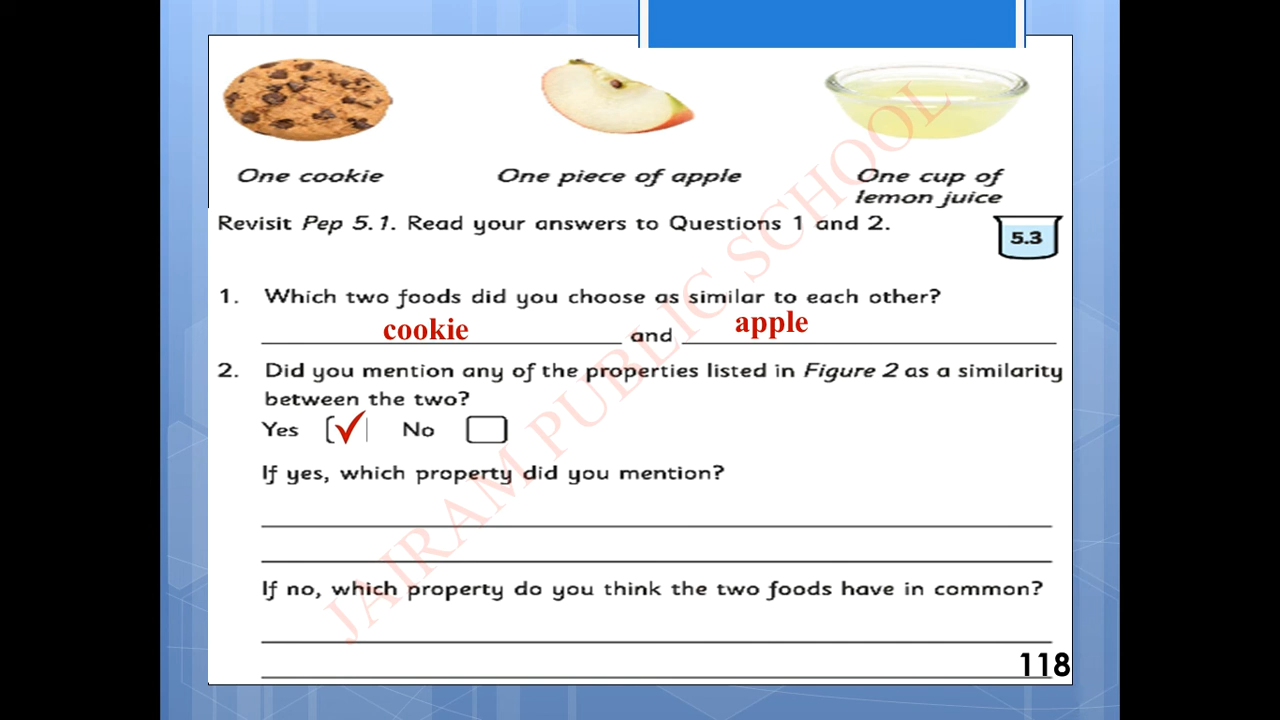 One cookie
One piece of apple
One cup of
lemon juice
Revisit Pep 5.1. Read your answers to Questions 1 and 2.
5.3
1. Which two foods did you choose as similar to each other?
cookie and apple
2. Did you mention any of the properties listed in Figure 2 as a similarity
between the two?
Yes No
If yes, which property did you mention?
If no, which property do you think the two foods have in common?
118
JAIRAM PUBLIC SCHOOL